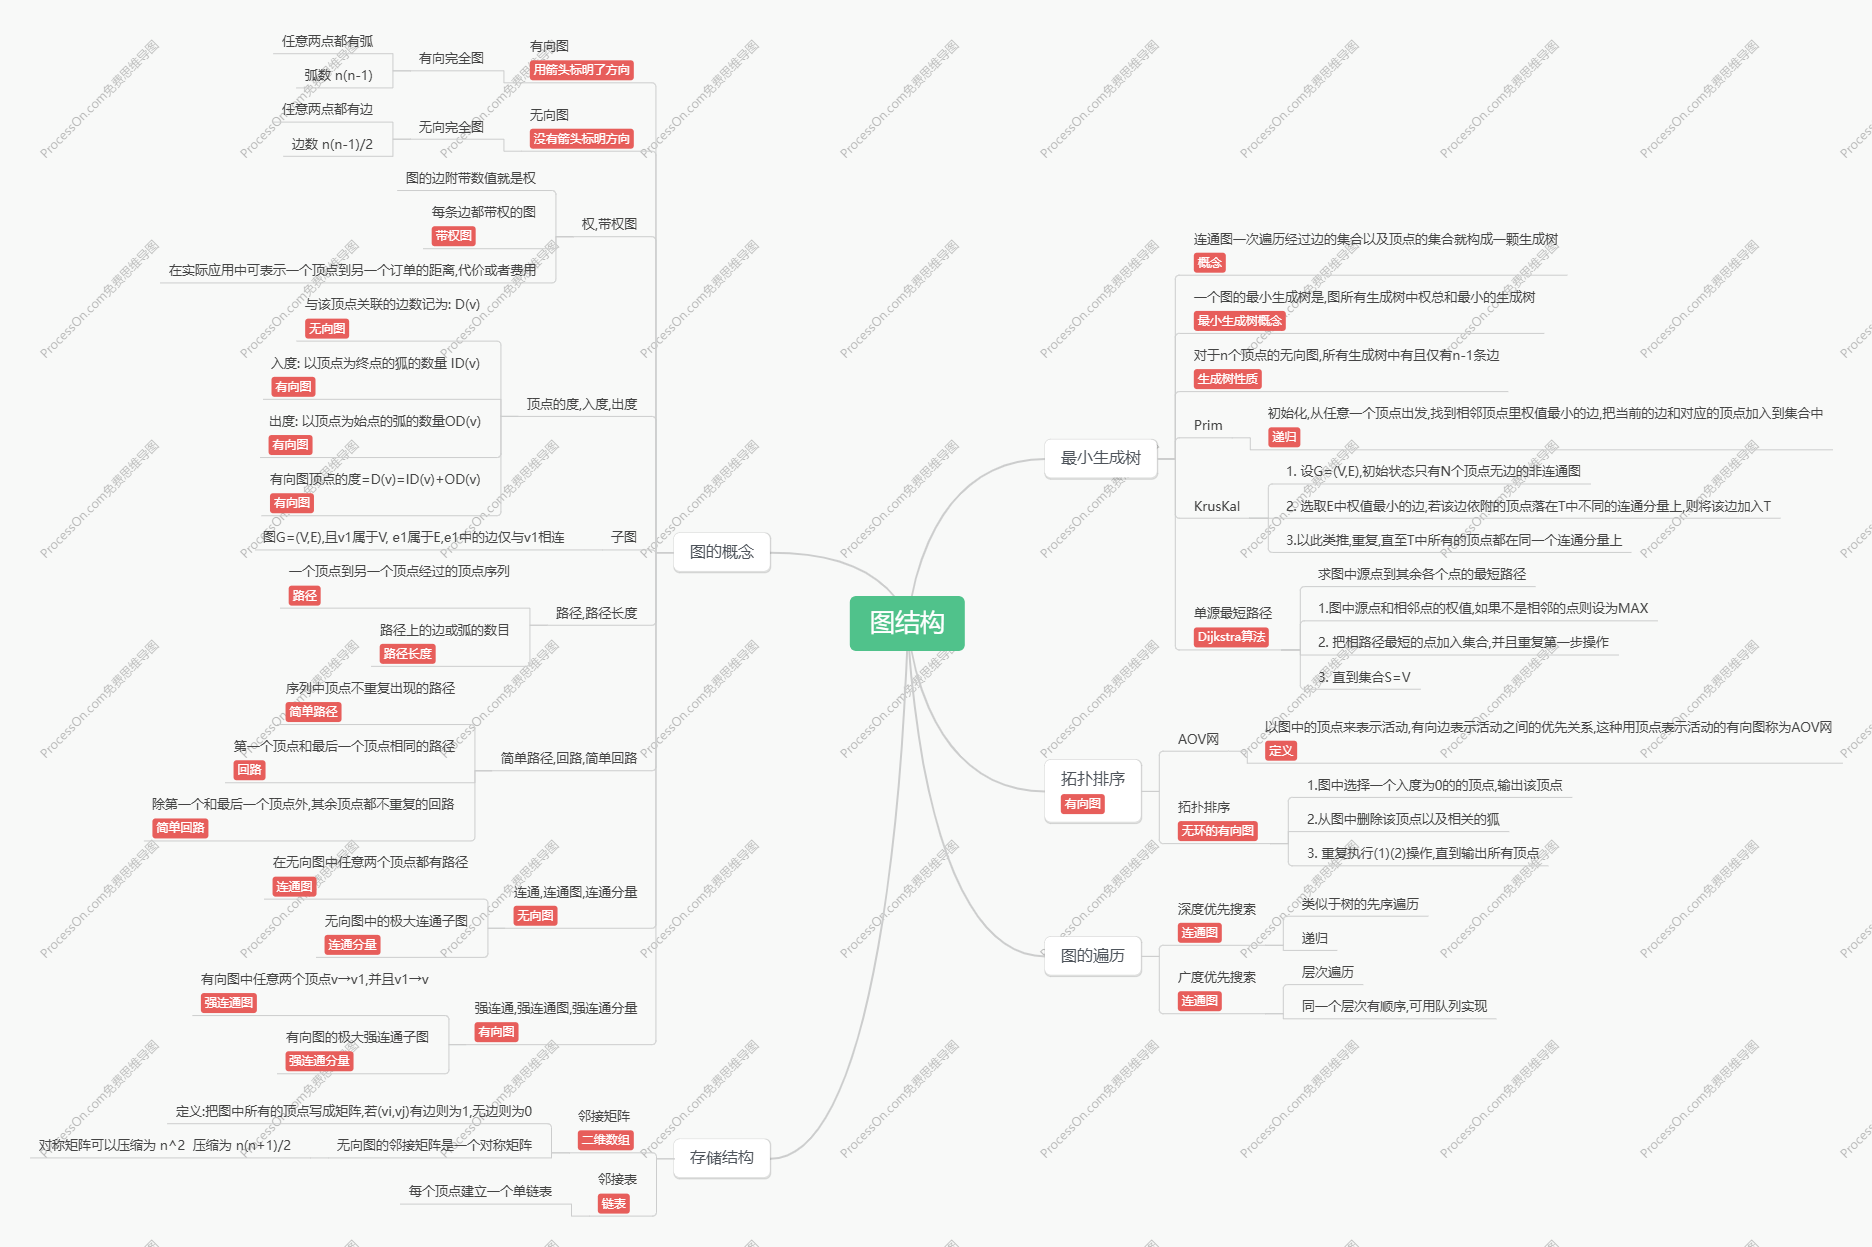 图结构
图的概念
有向图
用箭头标明了方向
有向完全图
任意两点都有弧
弧数 n(n-1)
无向图
没有箭头标明方向
无向完全图
任意两点都有边
边数 n(n-1)/2
权,带权图
图的边附带数值就是权
每条边都带权的图
带权图
在实际应用中可表示一个顶点到另一个订单的距离,代价或者费用
顶点的度,入度,出度
与该顶点关联的边数记为: D(v)
无向图
入度: 以顶点为终点的狐的数量 ID(v)
有向图
出度: 以顶点为始点的弧的数量OD(v)
有向图
有向图顶点的度=D(v)=ID(v)+OD(v)
有向图
子图
图G=(V,E),且v1属于V, e1属于E,e1中的边仅与v1相连
路径,路径长度
一个顶点到另一个顶点经过的顶点序列
路径
路径上的边或弧的数目
路径长度
简单路径,回路,简单回路
序列中顶点不重复出现的路径
简单路径
第一个顶点和最后一个顶点相同的路径
回路
除第一个和最后一个顶点外,其余顶点都不重复的回路
简单回路
连通,连通图,连通分量
无向图
在无向图中任意两个顶点都有路径
连通图
无向图中的极大连通子图
连通分量
强连通,强连通图,强连通分量
有向图
有向图中任意两个顶点v→v1,并且v1→v
强连通图
有向图的极大强连通子图
强连通分量
存储结构
邻接矩阵
二维数组
定义:把图中所有的顶点写成矩阵,若(vi,vj)有边则为1,无边则为0
无向图的邻接矩阵是一个对称矩阵
对称矩阵可以压缩为 n^2 压缩为 n(n+1)/2
邻接表
链表
每个顶点建立一个单链表
最小生成树
连通图一次遍历经过边的集合以及顶点的集合就构成一颗生成树
概念
一个图的最小生成树是,图所有生成树中权总和最小的生成树
最小生成树概念
对于n个顶点的无向图,所有生成树中有且仅有n-1条边
生成树性质
Prim
初始化,从任意一个顶点出发,找到相邻顶点里权值最小的边,把当前的边和对应的顶点加入到集合中
递归
KrusKal
1. 设G=(V,E),初始状态只有N个顶点无边的非连通图
2. 选取E中权值最小的边,若该边依附的顶点落在T中不同的连通分量上,则将该边加入T
3.以此类推,重复,直至T中所有的顶点都在同一个连通分量上
单源最短路径
Dijkstra算法
求图中源点到其余各个点的最短路径
1.图中源点和相邻点的权值,如果不是相邻的点则设为MAX
2. 把相路径最短的点加入集合,并且重复第一步操作
3. 直到集合S=V
拓扑排序
有向图
AOV网
以图中的顶点来表示活动,有向边表示活动之间的优先关系,这种用顶点表示活动的有向图称为AOV网
定义
拓扑排序
无环的有向图
1.图中选择一个入度为0的的顶点,输出该顶点
2.从图中删除该顶点以及相关的狐
3. 重复执行(1)(2)操作,直到输出所有顶点
图的遍历
深度优先搜索
连通图
类似于树的先序遍历
递归
广度优先搜索
连通图
层次遍历
同一个层次有顺序,可用队列实现
ProcessOn.com免费思维导图